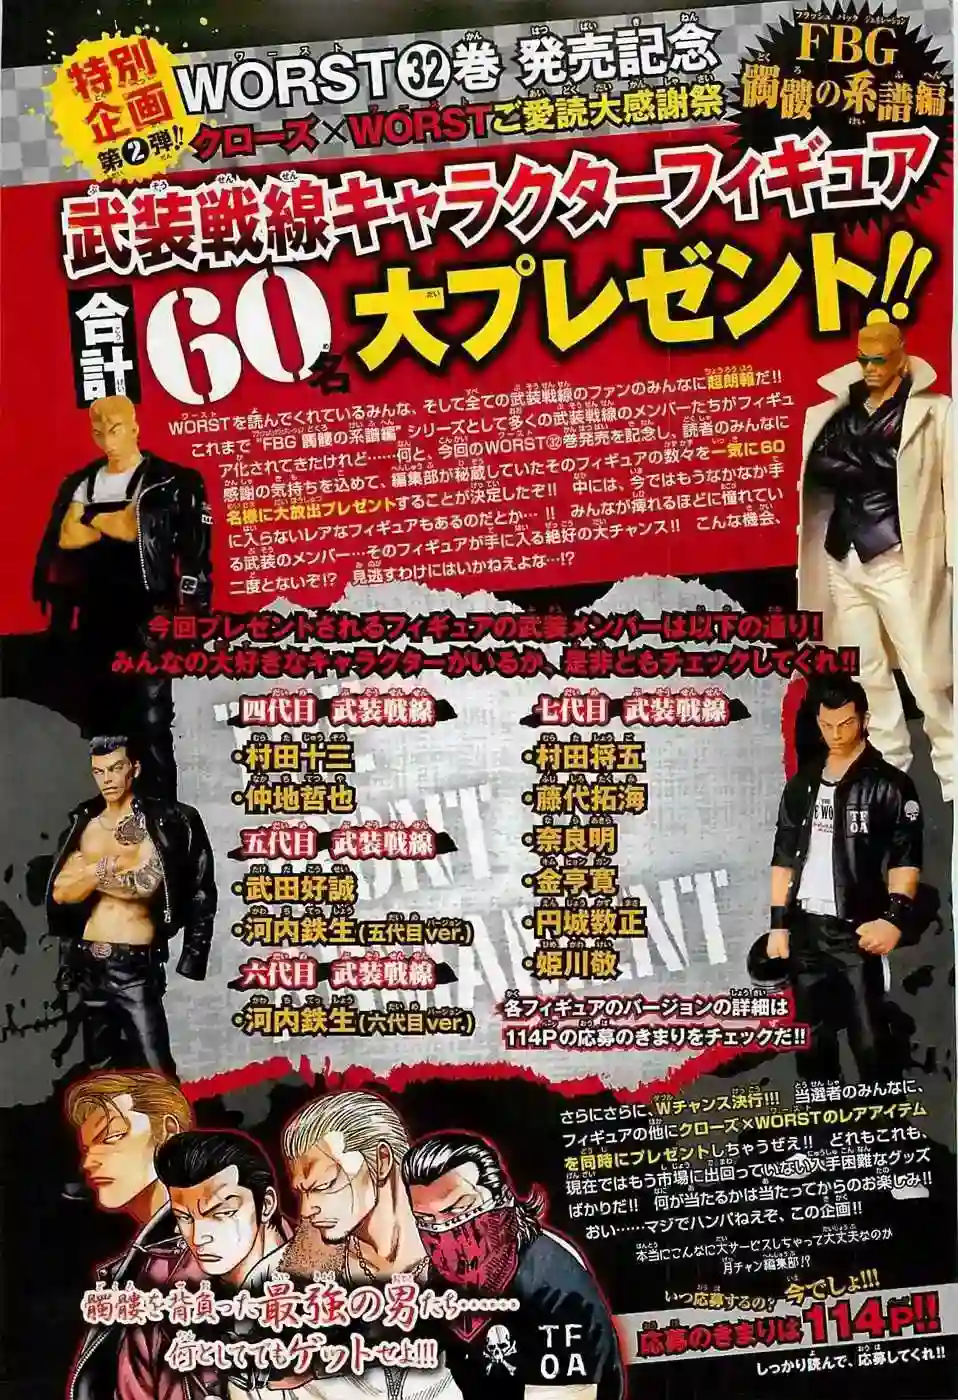 特別企画第2弾!!
WORST㉜巻 発売記念
クローズ×WORSTご愛読大感謝祭
FBG
髑髏の系譜編
武装戦線キャラクターフィギュア
合計60名大プレゼント!!
WORSTを読んでくれているみんな、そして全ての武装戦線のファンのみんなに超朗報だ!!
これまで“FBG 髑髏の系譜編”シリーズとして多くの武装戦線のメンバーたちがフィギュ
ア化されてきたけれど……何と、今回のWORST㉜巻発売を記念し、読者のみんなに
感謝の気持ちを込めて、編集部が秘蔵していたそのフィギュアの数々を一気に60
名様に大放出プレゼントすることが決定したぞ!! 中には、今ではもうなかなか手
に入らないレアなフィギュアもあるのだとか…!! みんなが痺れるほどに憧れてい
る武装のメンバー…そのフィギュアが手に入る絶好の大チャンス!! こんな機会、
二度とないぞ!? 見逃すわけにはいかねえよな…!?
今回プレゼントされるフィギュアの武装メンバーは以下の通り!
みんなの大好きなキャラクターがいるか、是非ともチェックしてくれ!!
四代目 武装戦線
・村田十三
・仲地哲也
五代目 武装戦線
・武田好誠
・河内鉄生(五代目ver.)
六代目 武装戦線
・河内鉄生(六代目ver.)
七代目 武装戦線
・村田将五
・藤代拓海
・奈良明
・金亨寛
・円城数正
・姫川敬
各フィギュアのバージョンの詳細は
114Pの応募のきまりをチェックだ!!
TF
OA
さらにさらに、Wチャンス決行!!! 当選者のみんなに、
フィギュアの他にクローズ×WORSTのレアアイテム
を同時にプレゼントしちゃうぜえ!! どれもこれも、
現在ではもう市場に出回っていない入手困難なグッズ
ばかりだ!! 何が当たるかは当たってからのお楽しみ!!
おい……マジでハンパねえぞ、この企画!!
本当にこんなに大サービスしちゃって大丈夫なのか
月チャン編集部!?
いつ応募するの? 今でしょ!!!
応募のきまりは114P!!
しっかり読んで、応募してくれ!!
髑髏を背負った最強の男たち……
何としてでもゲットせよ!!!
TF
OA